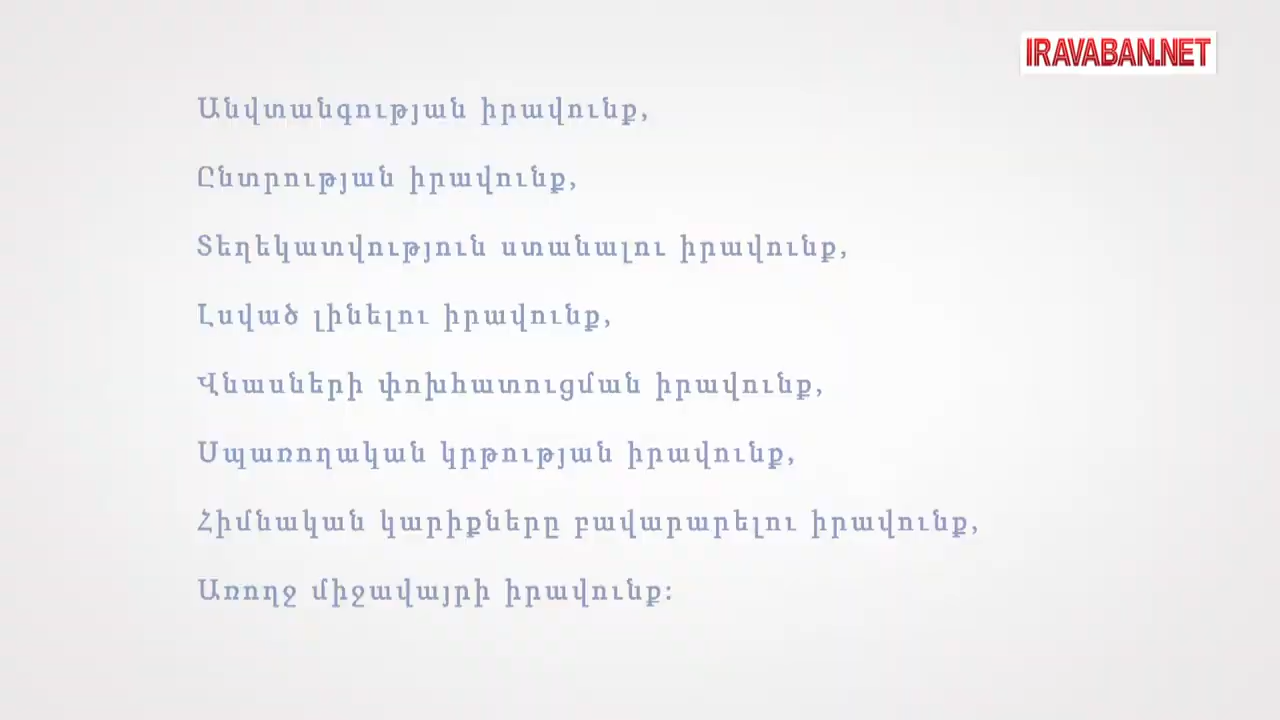 IRAVABAN.NET
Անվտանգության իրավունք,
Ընտրության իրավունք,
Տեղեկատվություն ստանալու իրավունք,
Լսված լինելու իրավունք,
Վնասների փոխհատուցման իրավունք,
Սպառողական կրթության իրավունք,
Հիմնական կարիքները բավարարելու իրավունք,
Առողջ միջավայրի իրավունք: